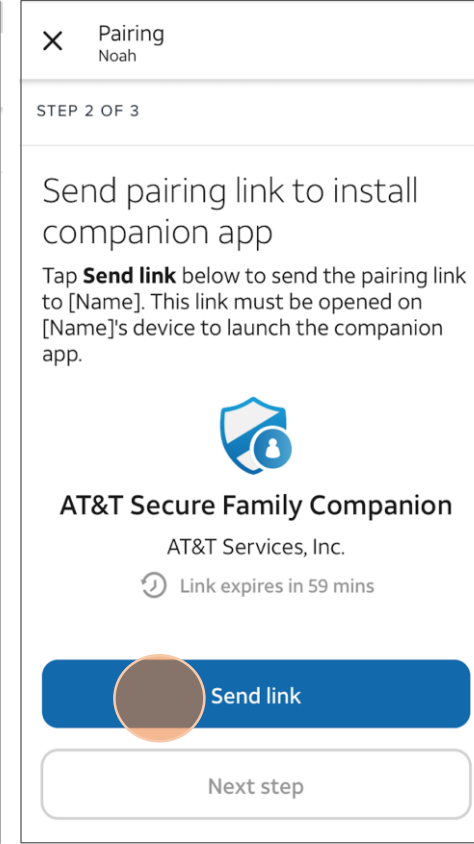 Pairing
Noah
STEP 2 OF 3
Send pairing link to install
companion app
Tap Send link below to send the pairing link
to [Name]. This link must be opened on
[Name]'s device to launch the companion
app.
AT&T Secure Family Companion
AT&T Services, Inc.
Link expires in 59 mins
Send link
Next step